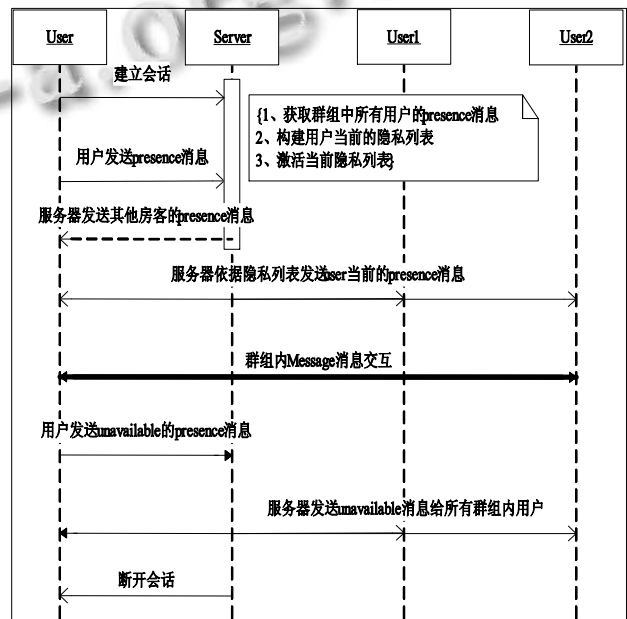 User Server User1 User2
建立会话
{1、获取群组中所有用户的presence消息
2、构建用户当前的隐私列表
3、激活当前隐私列表}
用户发送presence消息
服务器发送其他房客的presence消息
服务器依据隐私列表发送user当前的presence消息
群组内Message消息交互
用户发送unavailable的presence消息
服务器发送unavailable消息给所有群组内用户
断开会话